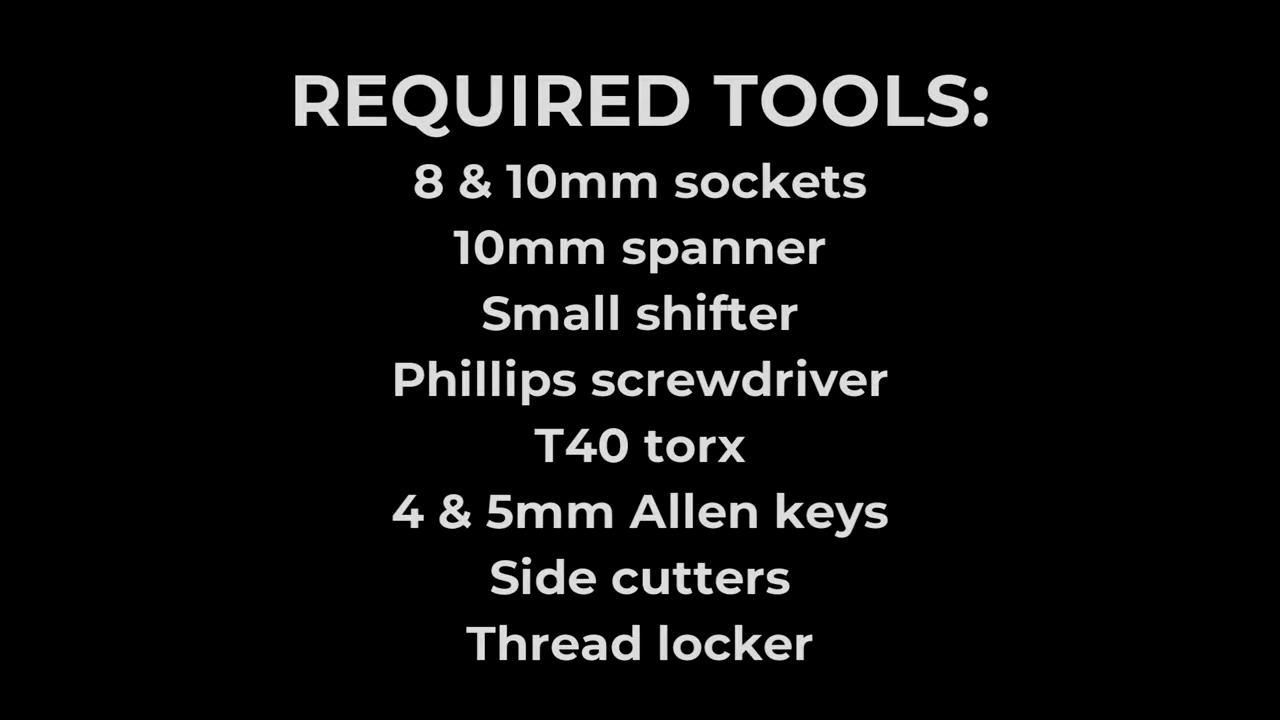 REQUIRED TOOLS:
8 & 10mm sockets
10mm spanner
Small shifter
Phillips screwdriver
T40 torx
4 & 5mm Allen keys
Side cutters
Thread locker